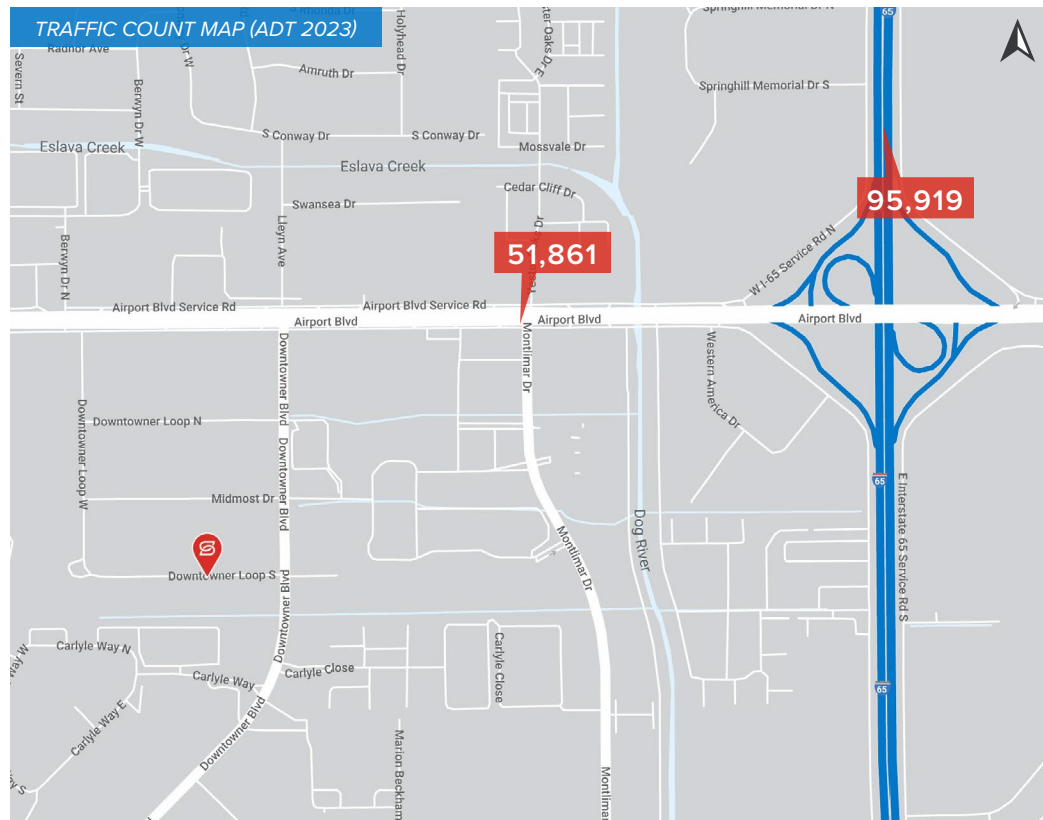 TRAFFIC COUNT MAP (ADT 2023)
S Rhonda Dr
Springhill Memorial Dr N
65
Radnor Ave
Holyhead Dr
Severn St
Amruth Dr
Berwyn Dr W
Springhill Memorial Dr S
S Conway Dr
S Conway Dr
Eslava Creek
Mossvale Dr
Eslava Creek
Cedar Cliff Dr
95,919
Swansea Dr
Lleyn Ave
51,861
Berwyn Dr N
W I-65 Service Rd N
Airport Blvd Service Rd
Airport Blvd Service Rd
Airport Blvd
Airport Blvd
Airport Blvd
Montlimar Dr
Western America Dr
Downtowner Blvd
Downtowner Loop W
Downtowner Loop N
Downtowner Blvd
65
E Interstate 65 Service Rd S
Midmost Dr
Dog River
Montlimar Dr
Downtowner Loop S
Downtowner Blvd
Carlyle Way N
Carlyle Close
Carlyle Close
Carlyle Way
65
Carlyle Way E
Downtowner Blvd
Marion Beckham
Montlimar